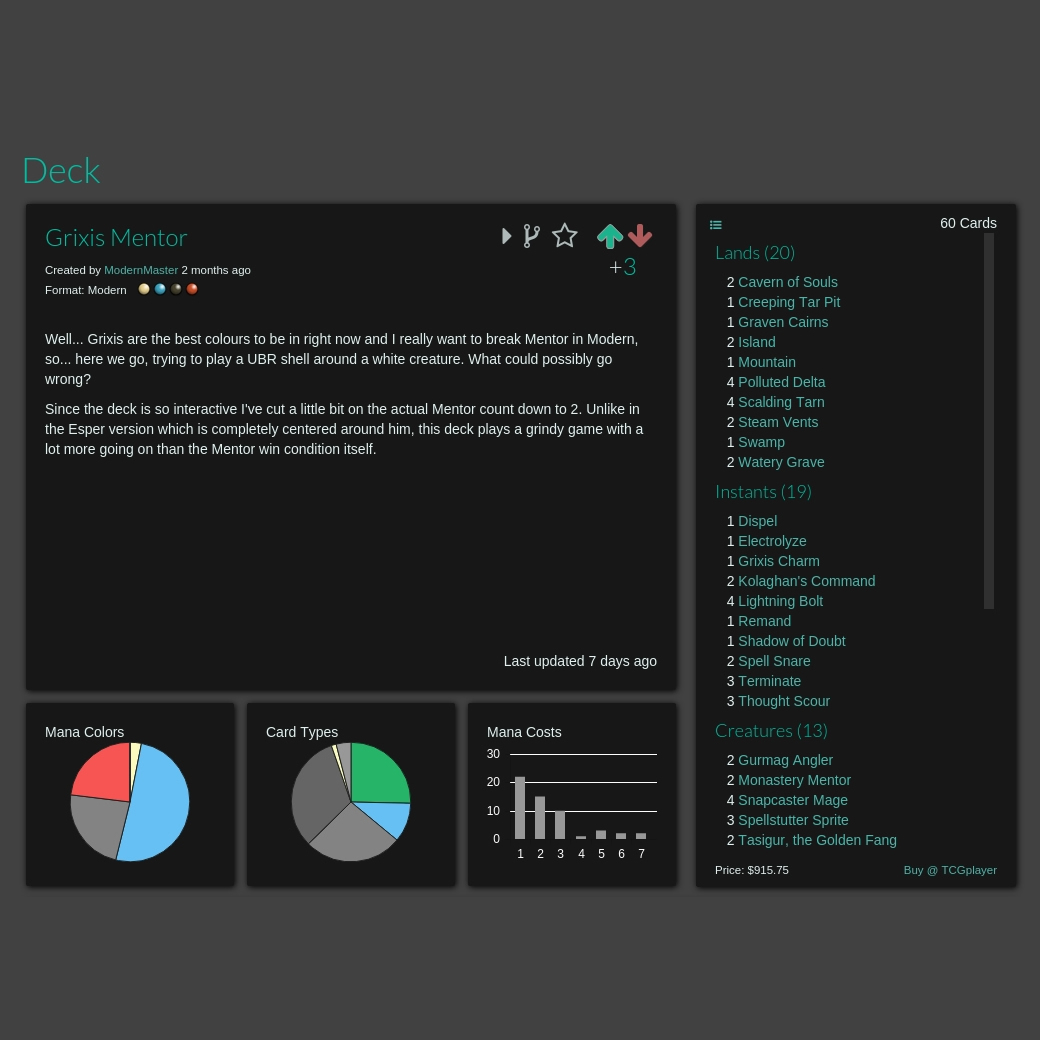 Deck
Grixis Mentor
+3
Created by ModernMaster 2 months ago
Format: Modern
Well... Grixis are the best colours to be in right now and I really want to break Mentor in Modern,
so... here we go, trying to play a UBR shell around a white creature. What could possibly go
wrong?
Since the deck is so interactive I've cut a little bit on the actual Mentor count down to 2. Unlike in
the Esper version which is completely centered around him, this deck plays a grindy game with a
lot more going on than the Mentor win condition itself.
Last updated 7 days ago
Mana Colors
Card Types
Mana Costs
30
20
10
0
1 2 3 4 5 6 7
60 Cards
Lands (20)
2 Cavern of Souls
1 Creeping Tar Pit
1 Graven Cairns
2 Island
1 Mountain
4 Polluted Delta
4 Scalding Tarn
2 Steam Vents
1 Swamp
2 Watery Grave
Instants (19)
1 Dispel
1 Electrolyze
1 Grixis Charm
2 Kolaghan's Command
4 Lightning Bolt
1 Remand
1 Shadow of Doubt
2 Spell Snare
3 Terminate
3 Thought Scour
Creatures (13)
2 Gurmag Angler
2 Monastery Mentor
4 Snapcaster Mage
3 Spellstutter Sprite
2 Tasigur, the Golden Fang
Price: $915.75
Buy @ TCGplayer